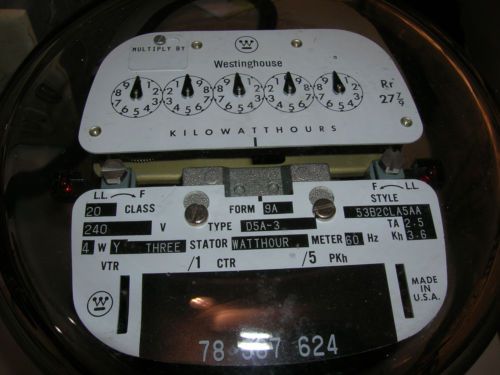 MULTIPLY BY
Westinghouse
Rr
27 7/9
KILOWATTHOURS
LL F
F LL
20 CLASS FORM 9A STYLE 53B2CLA5AA
240 V TYPE D5A-3 TA 2.5
4 W Y THREE STATOR WATTHOUR METER 60 Hz Kh 3.6
VTR /1 CTR /5 PKh
MADE IN
U.S.A.
78 624